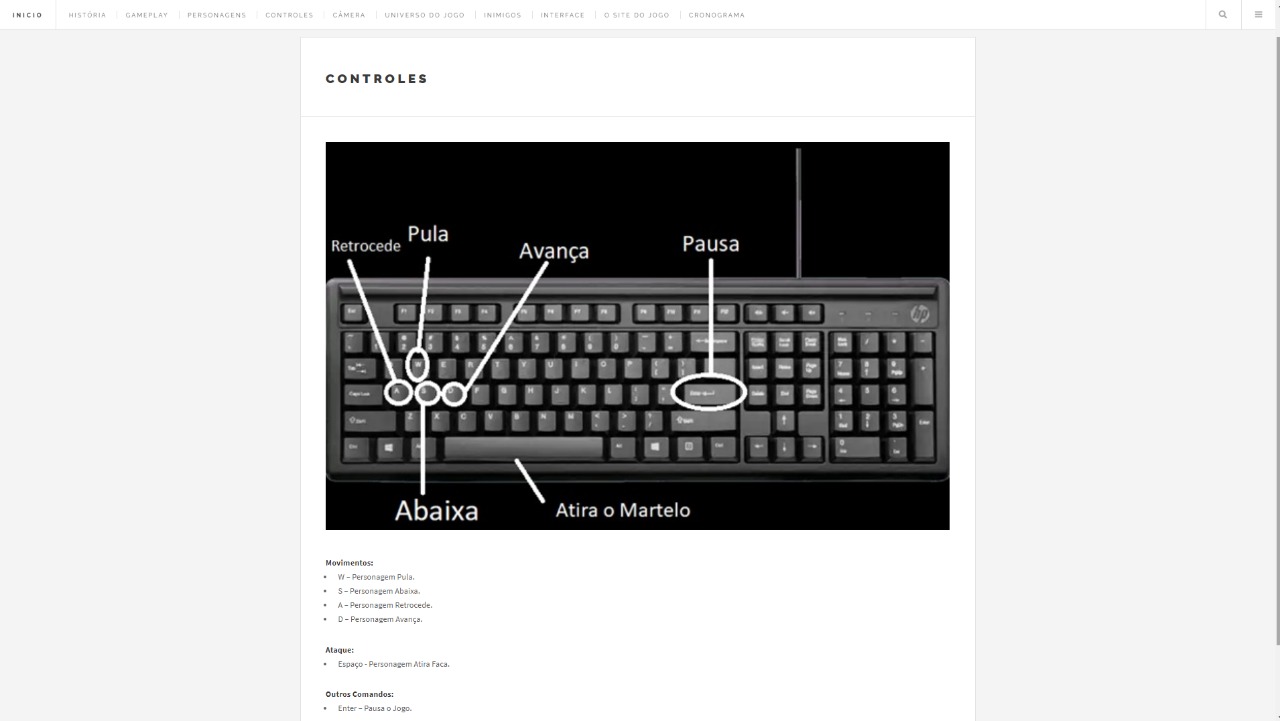 INICIO
HISTÓRIA
GAMEPLAY
PERSONAGENS
CONTROLES
CÂMERA
UNIVERSO DO JOGO
INIMIGOS
INTERFACE
O SITE DO JOGO
CRONOGRAMA
CONTROLES
Retrocede
Pula
Avança
Pausa
hp
Abaixa
Atira o Martelo
Movimentos:
W – Personagem Pula.
S – Personagem Abaixa.
A – Personagem Retrocede.
D – Personagem Avança.
Ataque:
Espaço - Personagem Atira Faca.
Outros Comandos:
Enter – Pausa o Jogo.